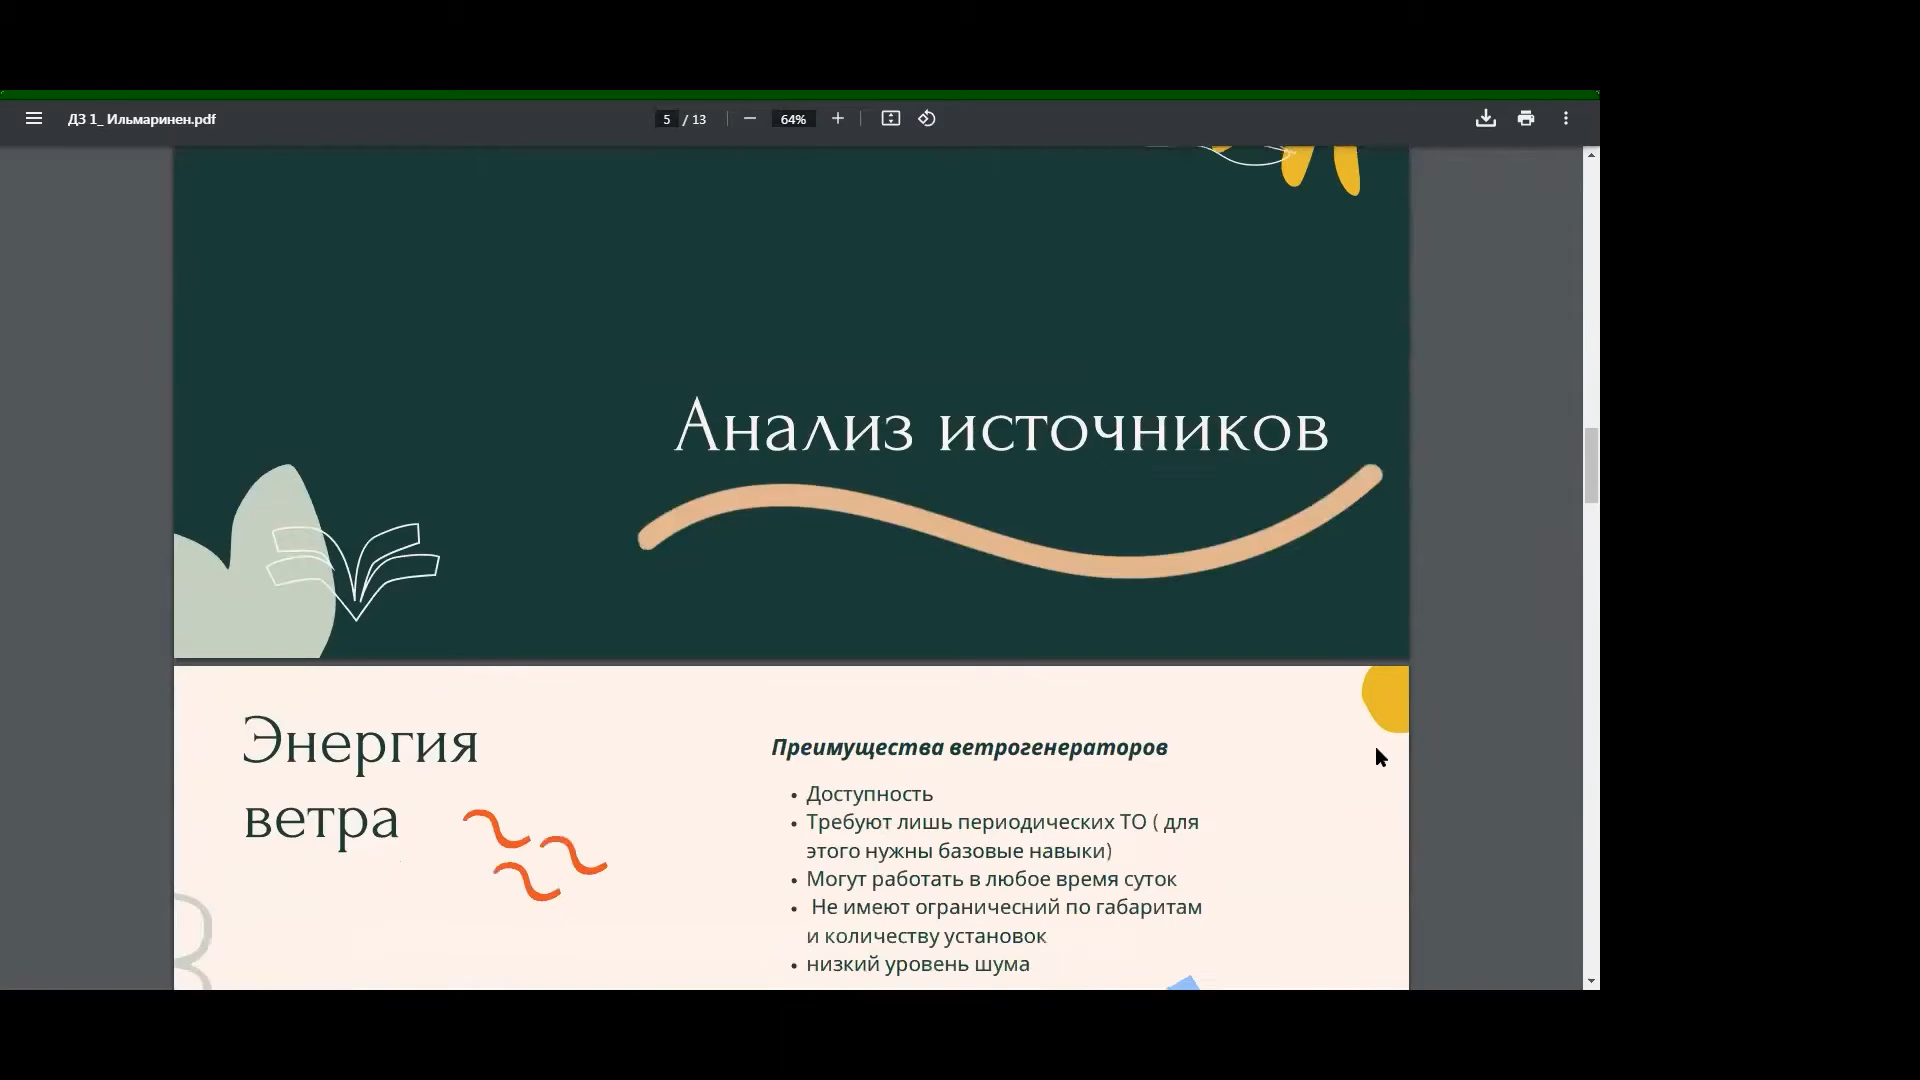 ДЗ 1_ Ильмаринен.pdf
5 / 13
64%
Анализ источников
Энергия
ветра
Преимущества ветрогенераторов
• Доступность
• Требуют лишь периодических ТО ( для
этого нужны базовые навыки)
• Могут работать в любое время суток
• Не имеют ограничесний по габаритам
и количеству установок
• низкий уровень шума